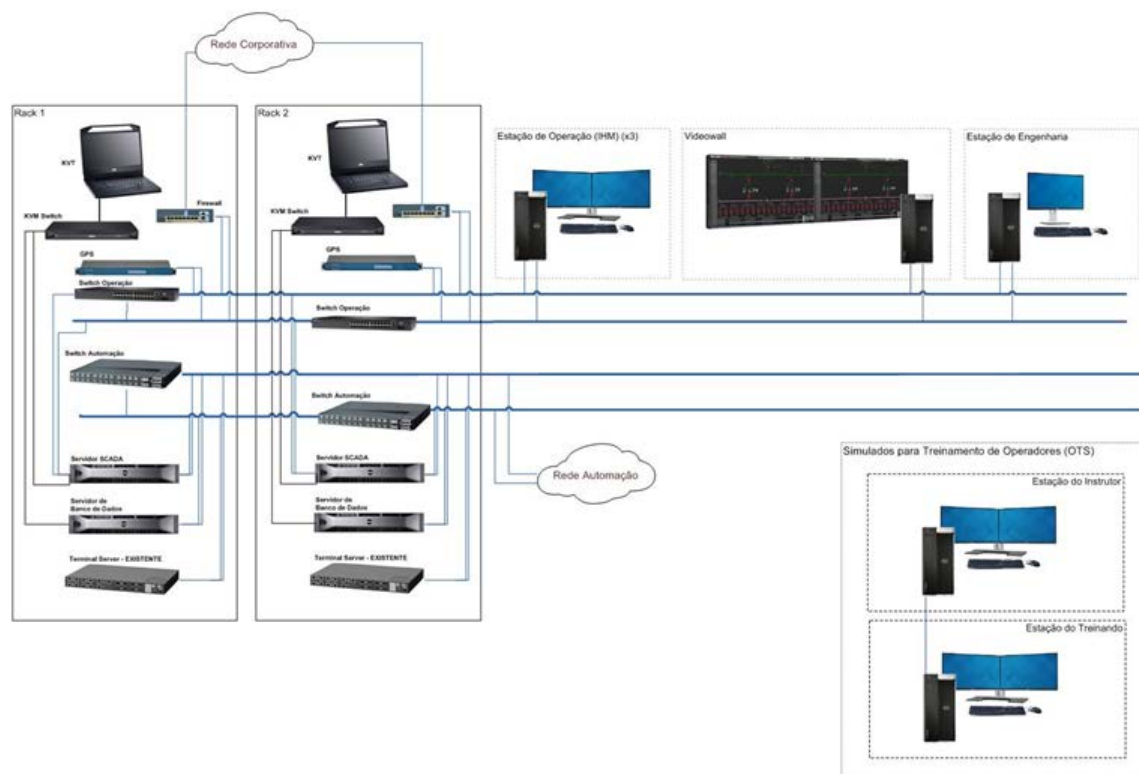 Rede Corporativa
Rack 1
KVT
Firewall
KVM Switch
GPS
Switch Operação
Switch Automação
Servidor SCADA
Servidor de
Banco de Dados
Terminal Server - EXISTENTE
Rack 2
KVT
KVM Switch
GPS
Switch Operação
Switch Automação
Servidor SCADA
Servidor de
Banco de Dados
Terminal Server - EXISTENTE
Estação de Operação (IHM) (x3)
Videowall
Estação de Engenharia
Rede Automação
Simulados para Treinamento de Operadores (OTS)
Estação do Instrutor
Estação do Treinando